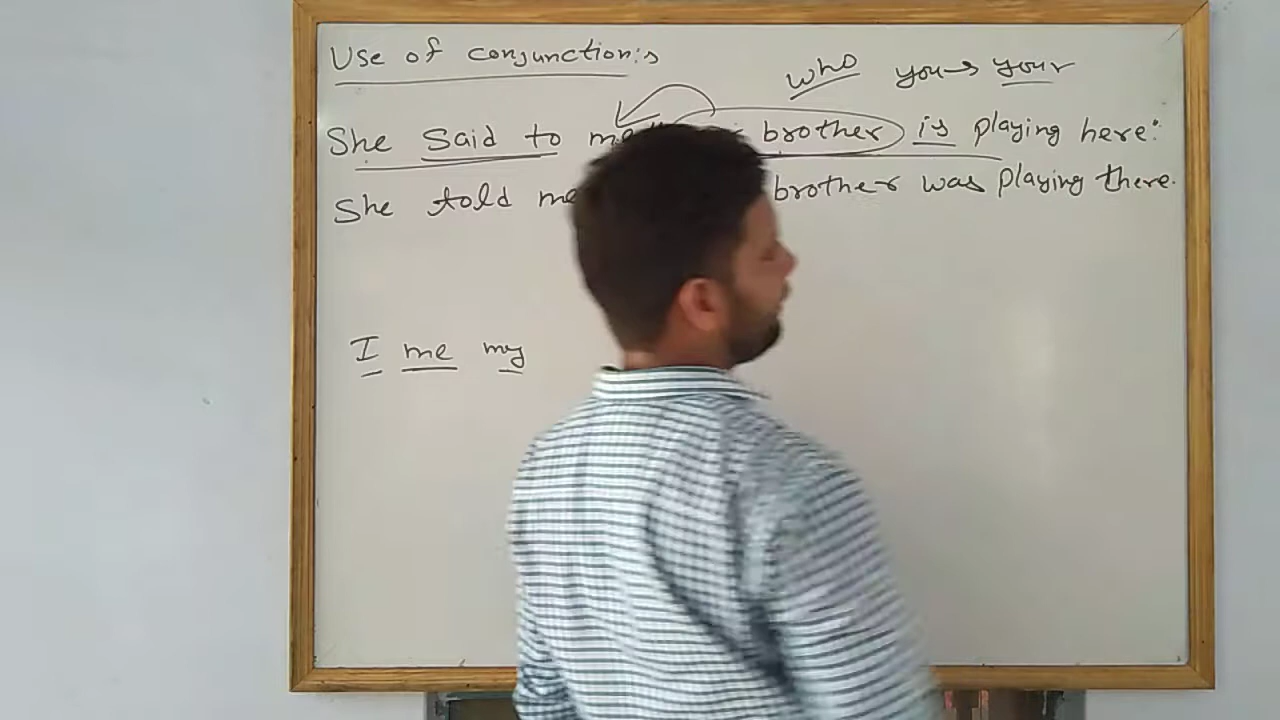 Use of conjunction:s
who you→ your
She said to me" brother is playing here:
She told me brother was playing there.
I me my